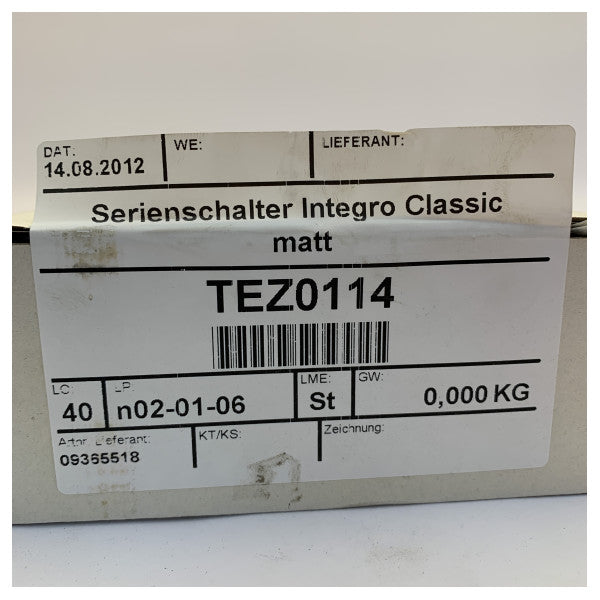 DAT: WE: LIEFERANT:
14.08.2012
Serienschalter Integro Classic
matt
TEZ0114
LO: LP: LME: GW:
40 n02-01-06 St 0,000 KG
Artnr. Lieferant: KT/KS: Zeichnung:
09365518